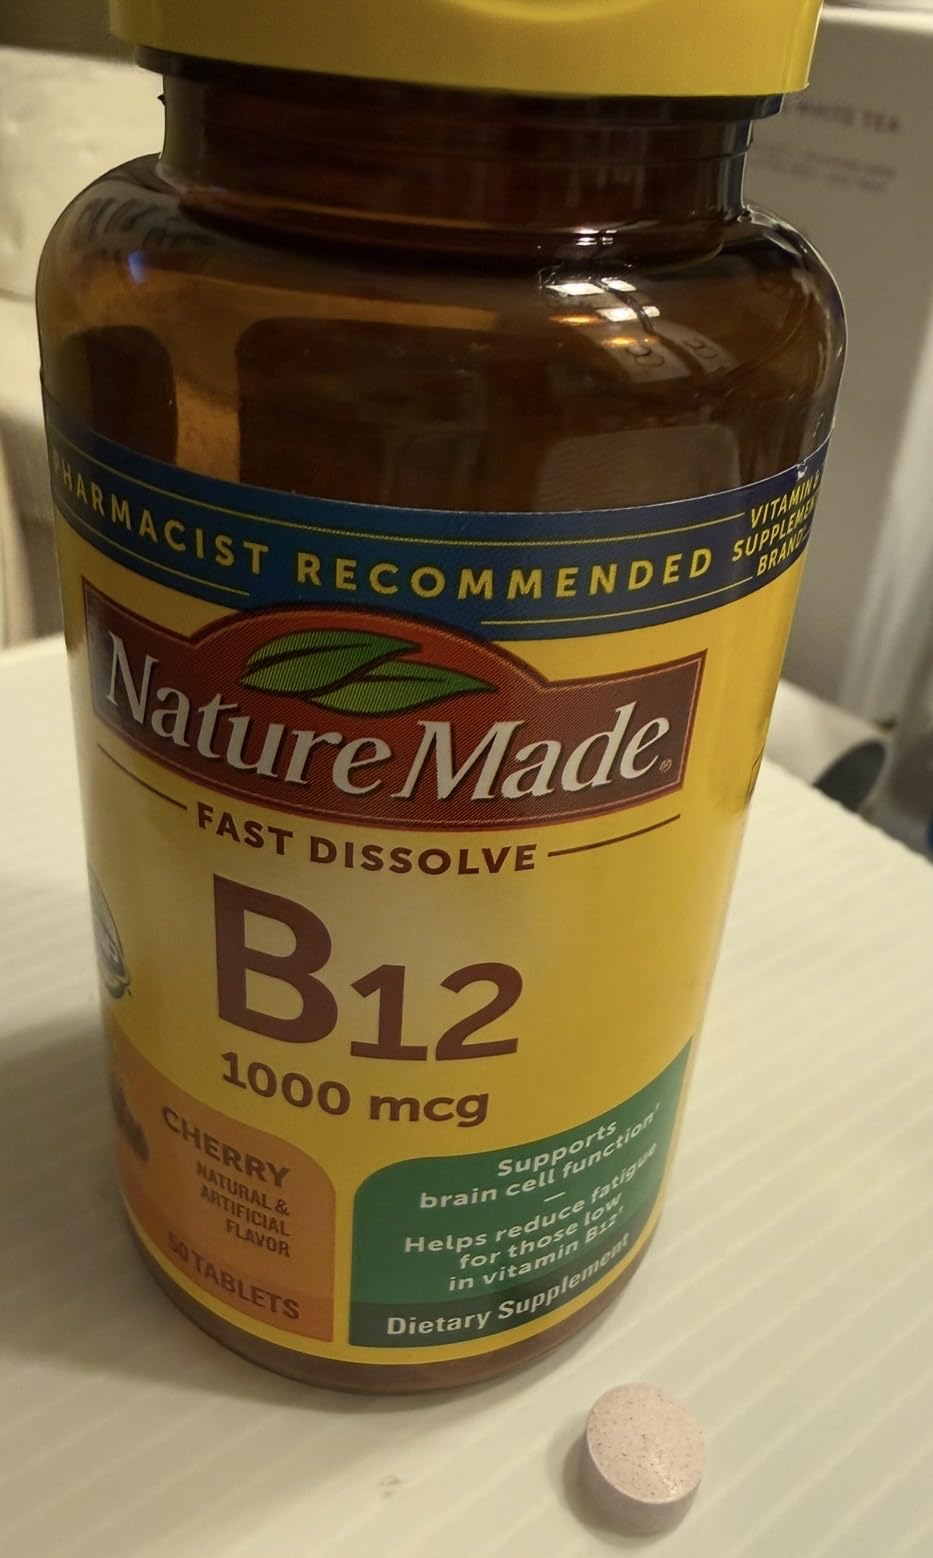 PHARMACIST RECOMMENDED
VITAMIN &
SUPPLEMENT
BRAND
Nature Made®
FAST DISSOLVE
B12
1000 mcg
CHERRY
NATURAL &
ARTIFICIAL
FLAVOR
50 TABLETS
Supports
brain cell function†
Helps reduce fatigue
for those low
in vitamin B12†
Dietary Supplement